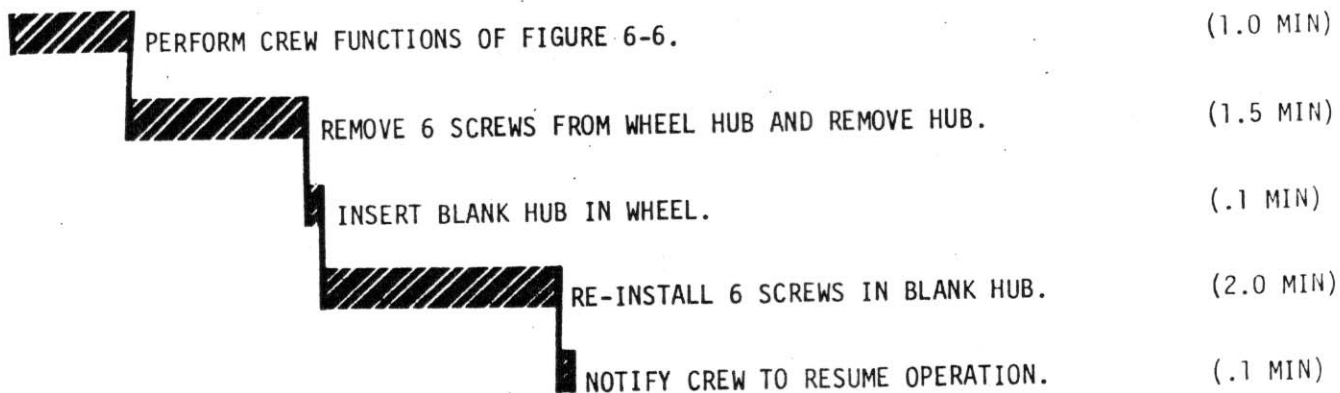 PERFORM CREW FUNCTIONS OF FIGURE 6-6. (1.0 MIN)
REMOVE 6 SCREWS FROM WHEEL HUB AND REMOVE HUB. (1.5 MIN)
INSERT BLANK HUB IN WHEEL. (.1 MIN)
RE-INSTALL 6 SCREWS IN BLANK HUB. (2.0 MIN)
NOTIFY CREW TO RESUME OPERATION. (.1 MIN)